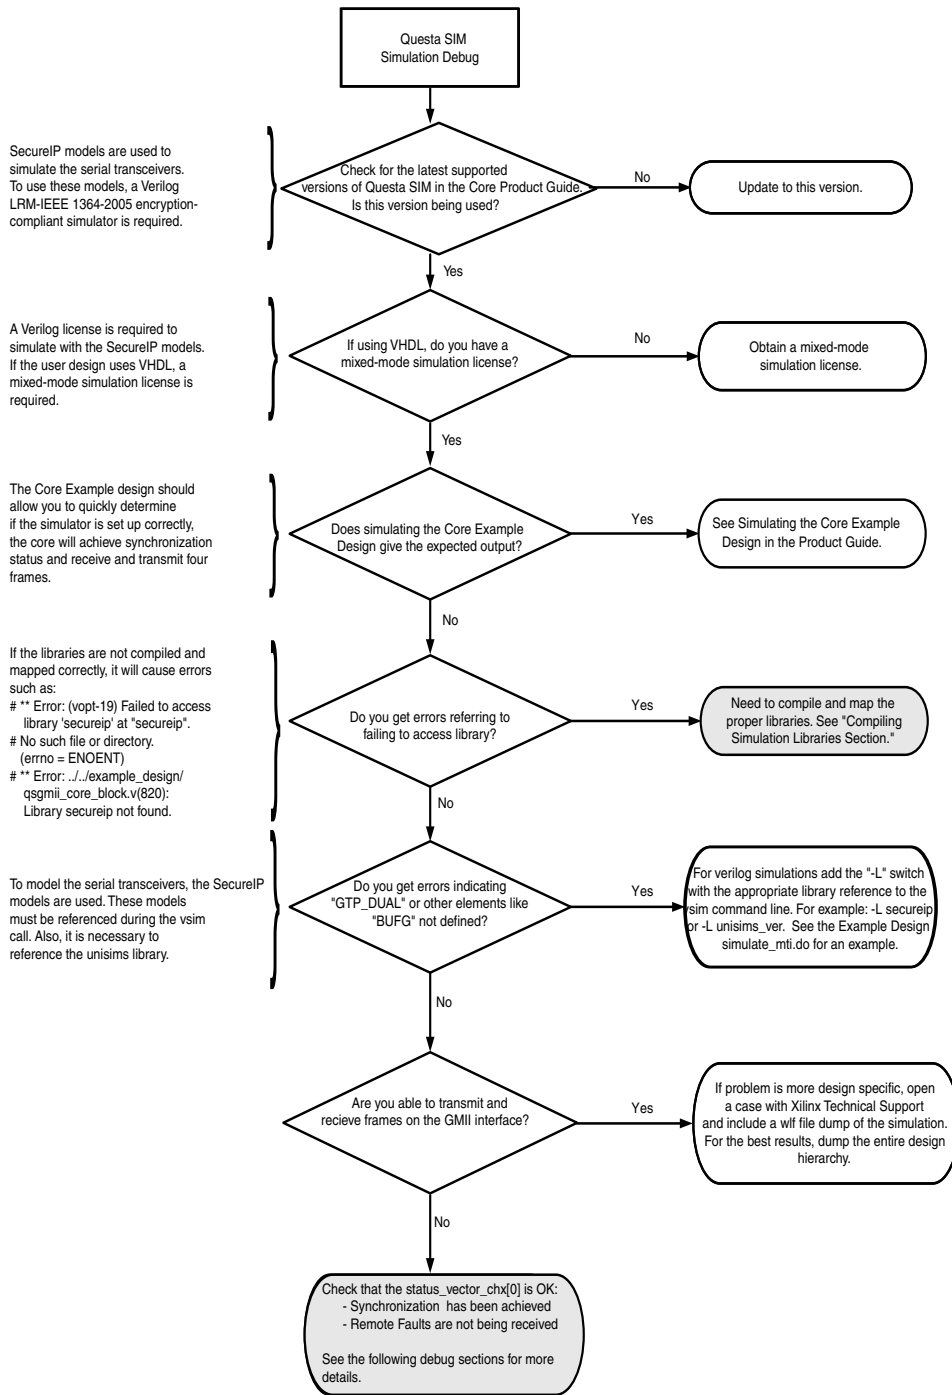 Questa SIM
Simulation Debug
SecureIP models are used to
simulate the serial transceivers.
To use these models, a Verilog
LRM-IEEE 1364-2005 encryption-
compliant simulator is required.
Check for the latest supported
versions of Questa SIM in the Core Product Guide.
Is this version being used?
No
Update to this version.
Yes
A Verilog license is required to
simulate with the SecureIP models.
If the user design uses VHDL, a
mixed-mode simulation license is
required.
If using VHDL, do you have a
mixed-mode simulation license?
No
Obtain a mixed-mode
simulation license.
Yes
The Core Example design should
allow you to quickly determine
if the simulator is set up correctly,
the core will achieve synchronization
status and receive and transmit four
frames.
Does simulating the Core Example
Design give the expected output?
Yes
See Simulating the Core Example
Design in the Product Guide.
No
If the libraries are not compiled and
mapped correctly, it will cause errors
such as:
# ** Error: (vopt-19) Failed to access
library 'secureip' at "secureip".
# No such file or directory.
(errno = ENOENT)
# ** Error: ../../example_design/
qsgmii_core_block.v(820):
Library secureip not found.
Do you get errors referring to
failing to access library?
Yes
Need to compile and map the
proper libraries. See "Compiling
Simulation Libraries Section."
No
To model the serial transceivers, the SecureIP
models are used. These models
must be referenced during the vsim
call. Also, it is necessary to
reference the unisims library.
Do you get errors indicating
"GTP_DUAL" or other elements like
"BUFG" not defined?
Yes
For verilog simulations add the "-L" switch
with the appropriate library reference to the
vsim command line. For example: -L secureip
or -L unisims_ver. See the Example Design
simulate_mti.do for an example.
No
Are you able to transmit and
recieve frames on the GMII interface?
Yes
If problem is more design specific, open
a case with Xilinx Technical Support
and include a wlf file dump of the simulation.
For the best results, dump the entire design
hierarchy.
No
Check that the status_vector_chx[0] is OK:
- Synchronization has been achieved
- Remote Faults are not being received
See the following debug sections for more
details.